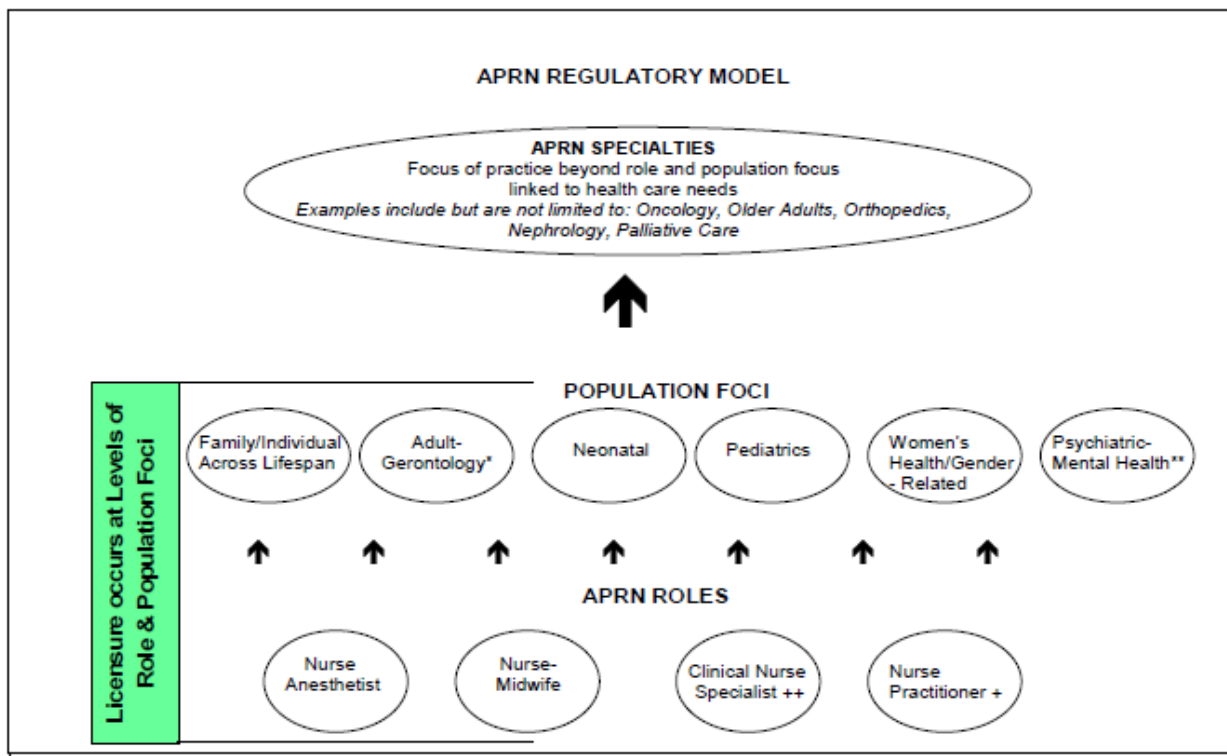 APRN REGULATORY MODEL
APRN SPECIALTIES
Focus of practice beyond role and population focus
linked to health care needs
Examples include but are not limited to: Oncology, Older Adults, Orthopedics,
Nephrology, Palliative Care
Licensure occurs at Levels of
Role & Population Foci
POPULATION FOCI
Family/Individual
Across Lifespan
Adult-
Gerontology*
Neonatal
Pediatrics
Women's
Health/Gender
- Related
Psychiatric-
Mental Health**
APRN ROLES
Nurse
Anesthetist
Nurse-
Midwife
Clinical Nurse
Specialist ++
Nurse
Practitioner +